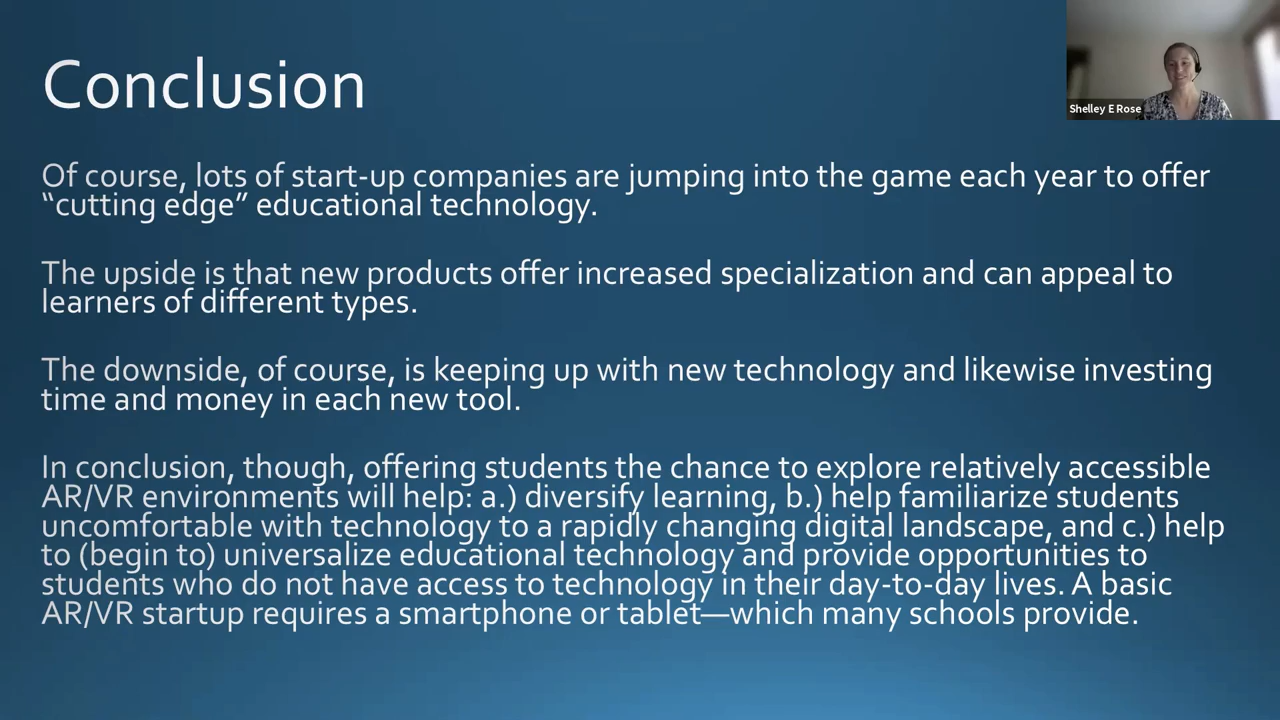 Conclusion
Shelley E Rose
Of course, lots of start-up companies are jumping into the game each year to offer
“cutting edge” educational technology.
The upside is that new products offer increased specialization and can appeal to
learners of different types.
The downside, of course, is keeping up with new technology and likewise investing
time and money in each new tool.
In conclusion, though, offering students the chance to explore relatively accessible
AR/VR environments will help: a.) diversify learning, b.) help familiarize students
uncomfortable with technology to a rapidly changing digital landscape, and c.) help
to (begin to) universalize educational technology and provide opportunities to
students who do not have access to technology in their day-to-day lives. A basic
AR/VR startup requires a smartphone or tablet—which many schools provide.